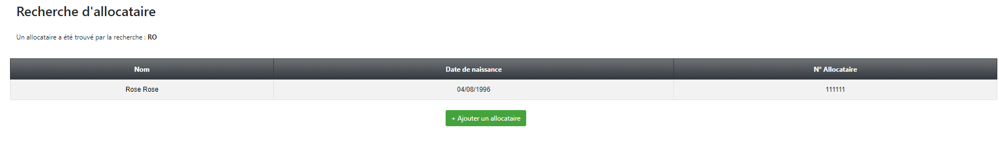 Recherche d'allocataire
Un allocataire a été trouvé par la recherche : RO
Nom Date de naissance N° Allocataire
Rose Rose 04/08/1996 111111
+ Ajouter un allocataire